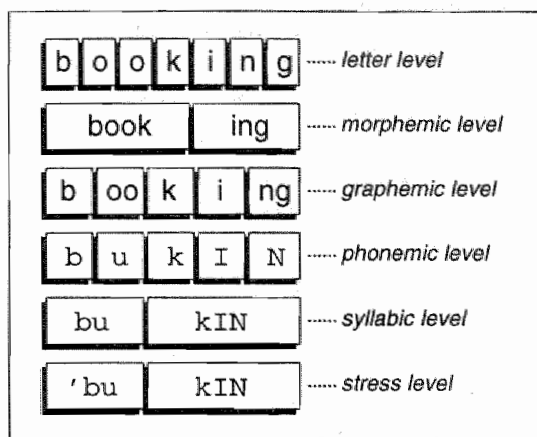 b o o k i n g ...... letter level
book ing ...... morphemic level
b oo k i ng ...... graphemic level
b u k I N ...... phonemic level
bu kIN ...... syllabic level
'bu kIN ...... stress level